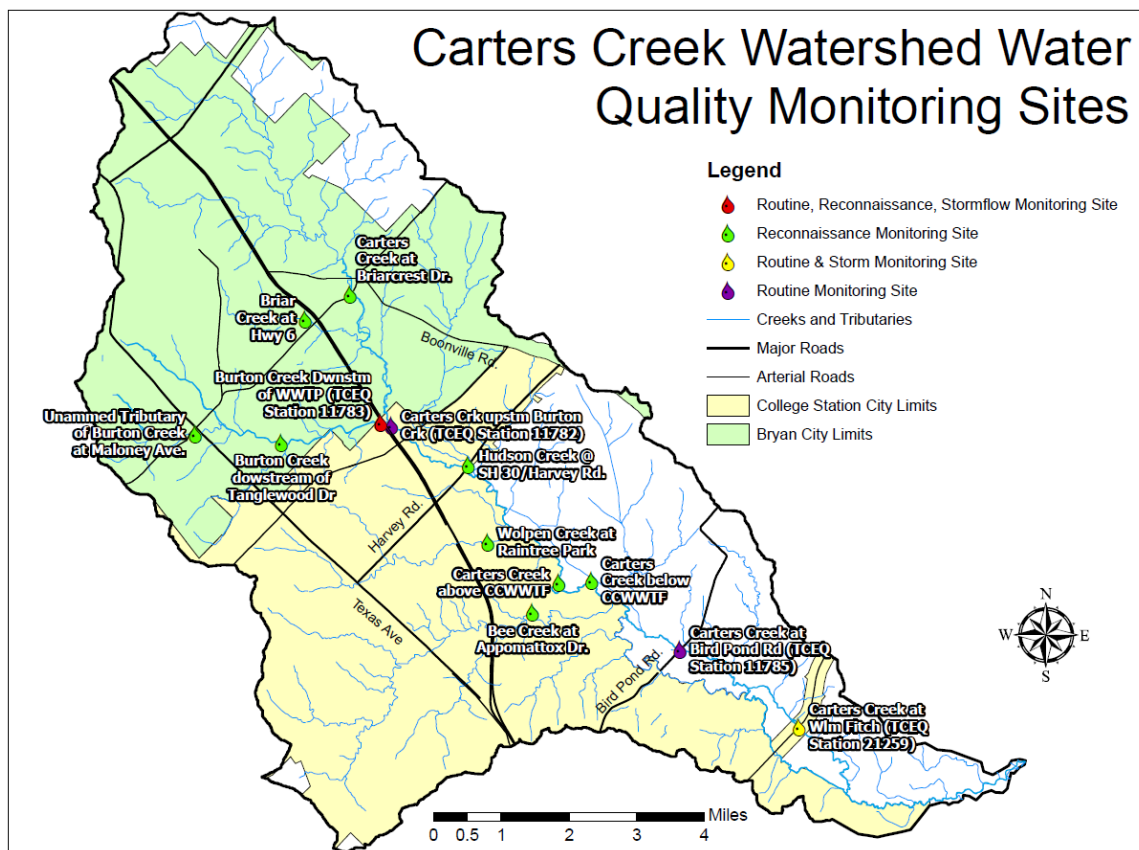 Carters Creek Watershed Water
Quality Monitoring Sites
Legend
Routine, Reconnaissance, Stormflow Monitoring Site
Reconnaissance Monitoring Site
Routine & Storm Monitoring Site
Routine Monitoring Site
Creeks and Tributaries
Major Roads
Arterial Roads
College Station City Limits
Bryan City Limits
Carters
Creek at
Briarcrest Dr.
Briar
Creek at
Hwy 6
Boonville Rd.
Burton Creek Dwnstm
of WWTP (TCEQ
Station 11783)
Carters Crk upstm Burton
Crk (TCEQ Station 11782)
Unammed Tributary
of Burton Creek
at Maloney Ave.
Burton Creek
dowstream of
Tanglewood Dr
Hudson Creek @
SH 30/Harvey Rd.
Harvey Rd.
Wolpen Creek at
Raintree Park
Carters Creek
above CCWWTF
Carters
Creek below
CCWWTF
Texas Ave
Bee Creek at
Appomattox Dr.
Bird Pond Rd.
Carters Creek at
Bird Pond Rd (TCEQ
Station 11785)
Carters Creek at
Wlm Fitch (TCEQ
Station 21259)
N
W E
S
Miles
0 0.5 1 2 3 4